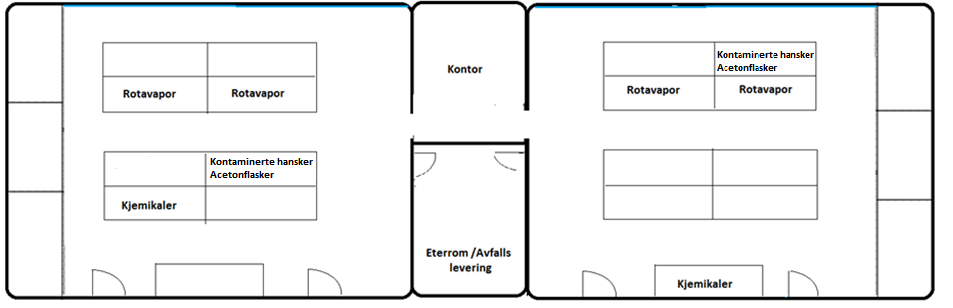 Kontor
Kontaminerte hansker
Acetonflasker
Rotavapor
Rotavapor
Rotavapor
Rotavapor
Kontaminerte hansker
Acetonflasker
Kjemikaler
Eterrom /Avfalls
levering
Kjemikaler